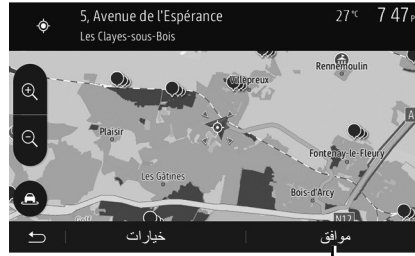 5, Avenue de l'Espérance
Les Clayes-sous-Bois
27°C
7 47
Rennemoulin
Villepreux
Plaisir
Fontenay-le-Fleury
Les Gâtines
Bois-d'Arcy
N12
خيارات
موافق